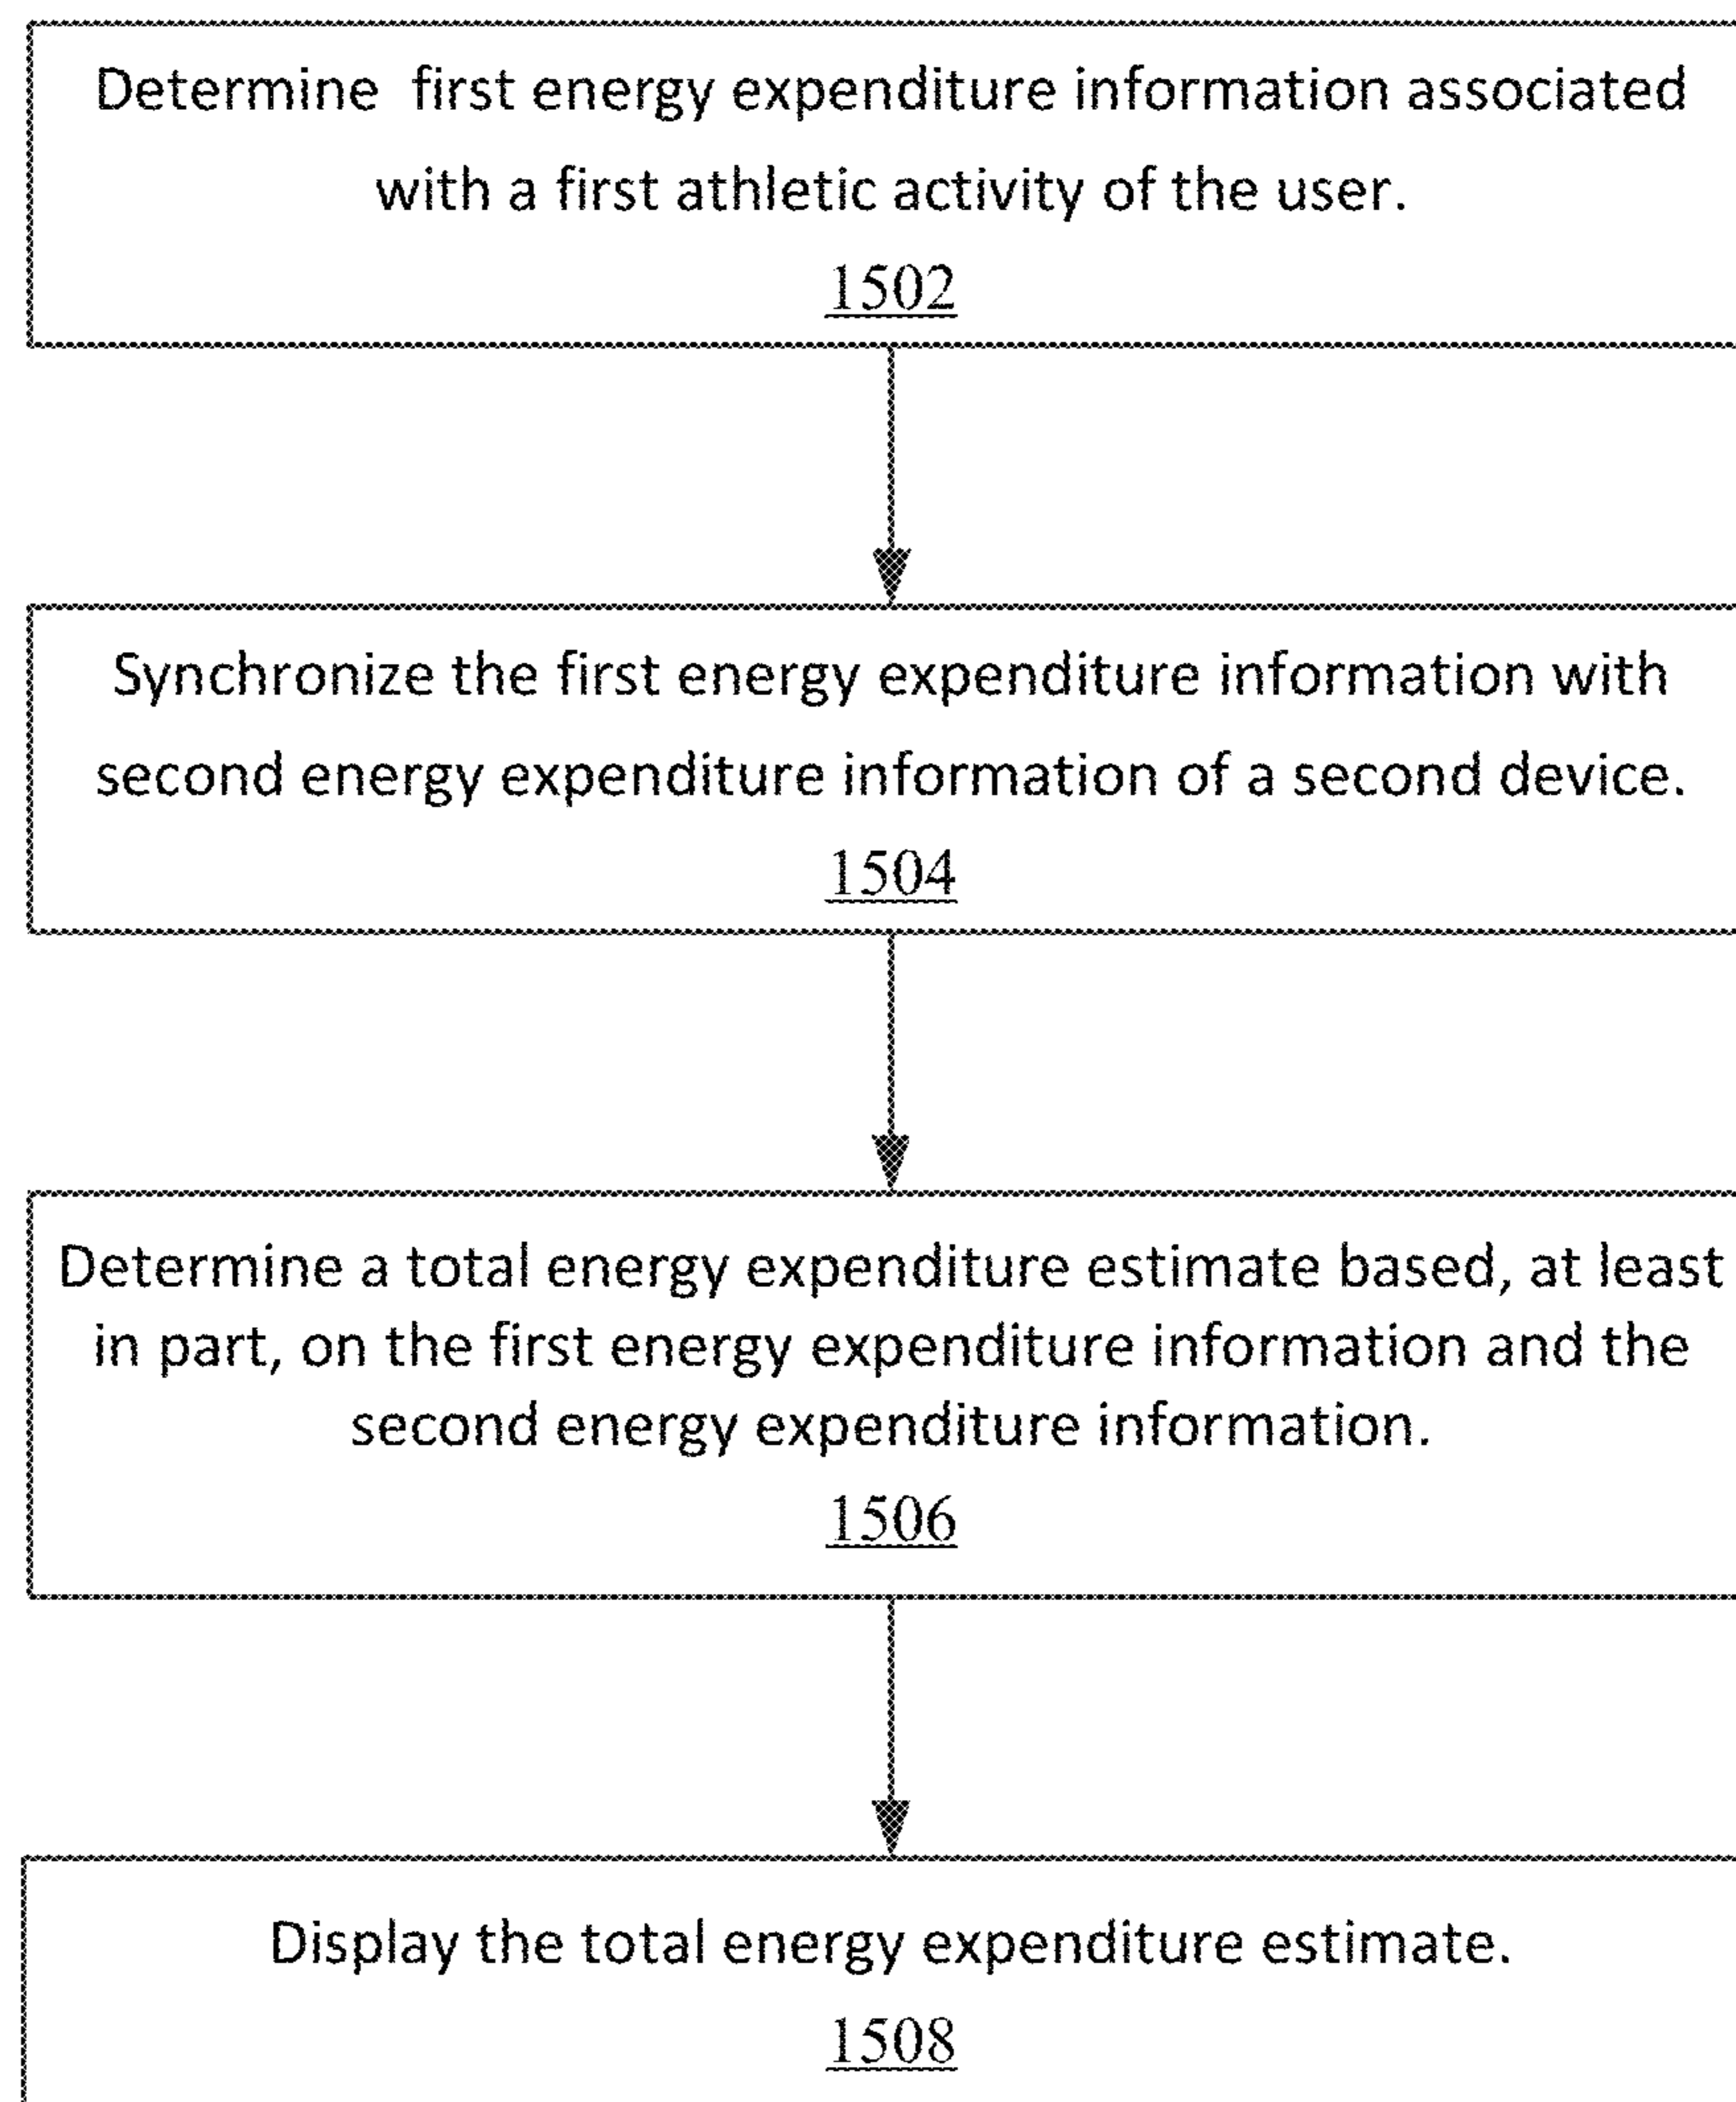 Determine first energy expenditure information associated
with a first athletic activity of the user.
1502
Synchronize the first energy expenditure information with
second energy expenditure information of a second device.
1504
Determine a total energy expenditure estimate based, at least
in part, on the first energy expenditure information and the
second energy expenditure information.
1506
Display the total energy expenditure estimate.
1508